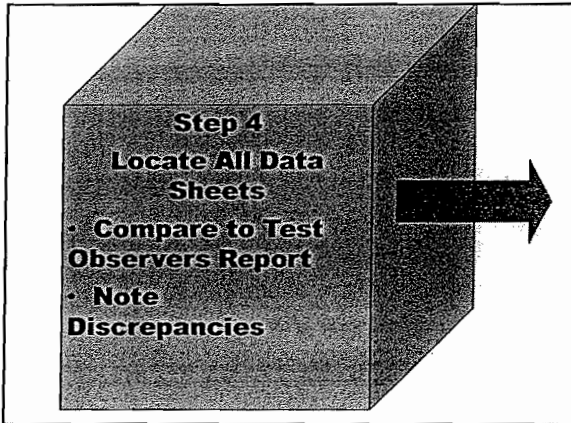 Step 4
Locate All Data
Sheets
· Compare to Test
Observers Report
· Note
Discrepancies